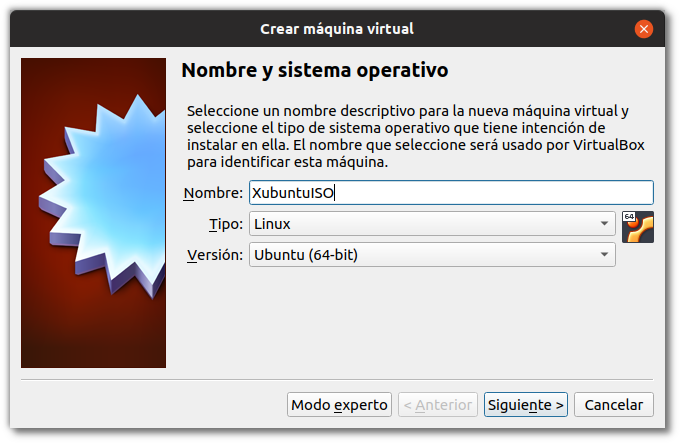 Crear máquina virtual
Nombre y sistema operativo
Seleccione un nombre descriptivo para la nueva máquina virtual y
seleccione el tipo de sistema operativo que tiene intención de
instalar en ella. El nombre que seleccione será usado por VirtualBox
para identificar esta máquina.
Nombre: XubuntuISO
Tipo: Linux 64
Versión: Ubuntu (64-bit)
Modo experto < Anterior Siguiente > Cancelar